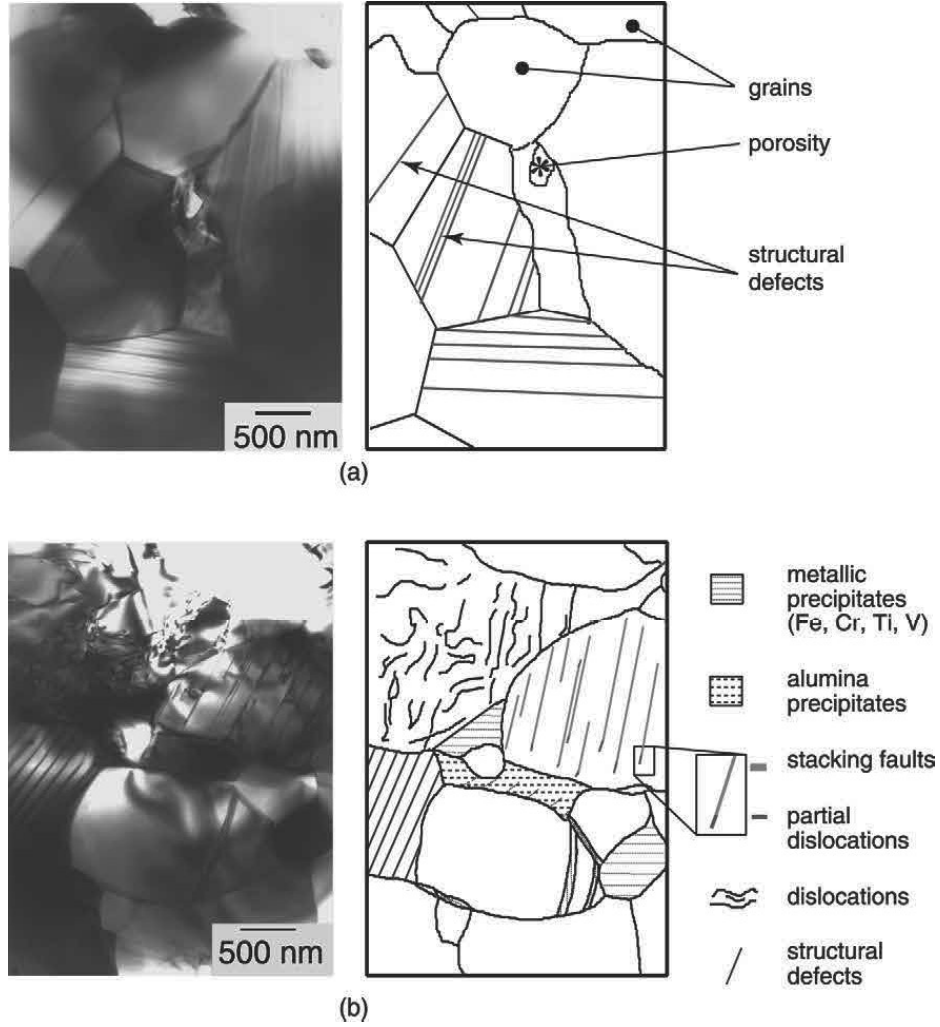 grains
porosity
structural
defects
500 nm
(a)
metallic
precipitates
(Fe, Cr, Ti, V)
alumina
precipitates
stacking faults
partial
dislocations
dislocations
structural
defects
500 nm
(b)